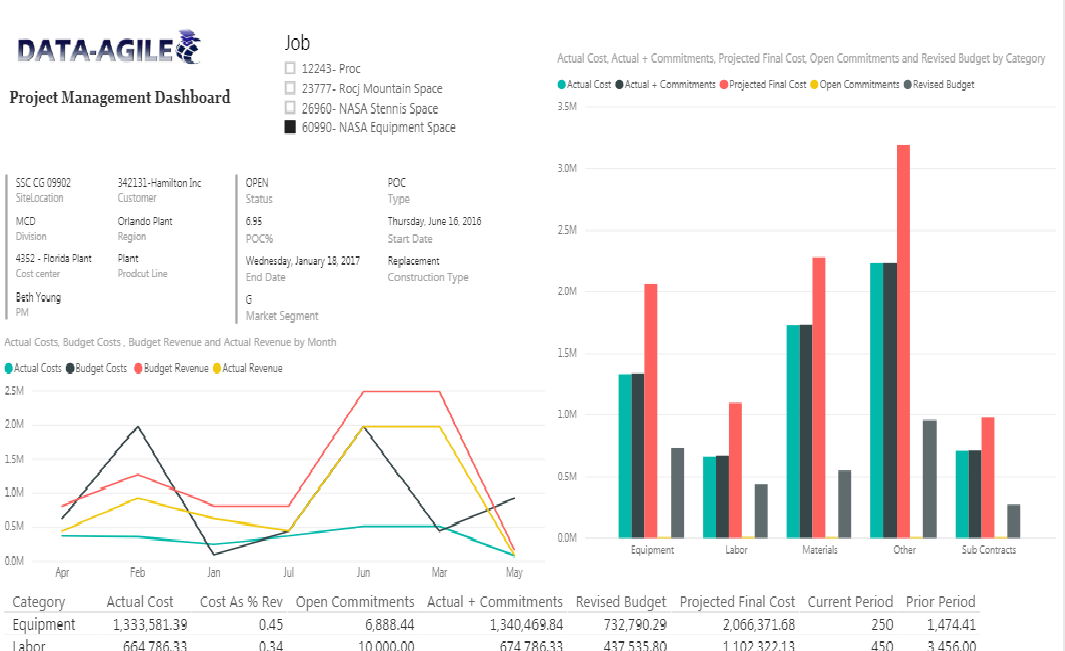 DATA-AGILE
Project Management Dashboard
Job
12243- Proc
23777- Rocj Mountain Space
26960- NASA Stennis Space
60990- NASA Equipment Space
SSC CG 09902 342131-Hamilton Inc
SiteLocation Customer
MCD Orlando Plant
Division Region
4352 - Florida Plant Plant
Cost center Prodcut Line
Beth Young
PM
OPEN POC
Status Type
6.95 Thursday, June 16, 2016
POC% Start Date
Wednesday, January 18, 2017 Replacement
End Date Construction Type
G
Market Segment
Actual Costs, Budget Costs , Budget Revenue and Actual Revenue by Month
Actual Costs Budget Costs Budget Revenue Actual Revenue
2.5M
2.0M
1.5M
1.0M
0.5M
0.0M
Apr Feb Jan Jul Jun Mar May
Actual Cost, Actual + Commitments, Projected Final Cost, Open Commitments and Revised Budget by Category
Actual Cost Actual + Commitments Projected Final Cost Open Commitments Revised Budget
3.5M
3.0M
2.5M
2.0M
1.5M
1.0M
0.5M
0.0M
Equipment Labor Materials Other Sub Contracts
Category Actual Cost Cost As % Rev Open Commitments Actual + Commitments Revised Budget Projected Final Cost Current Period Prior Period
Equipment 1,333,581.39 0.45 6,888.44 1,340,469.84 732,790.29 2,066,371.68 250 1,474.41
Labor 664,786.33 0.34 10,000.00 674,786.33 437,535.80 1,102,322.13 450 3,456.00